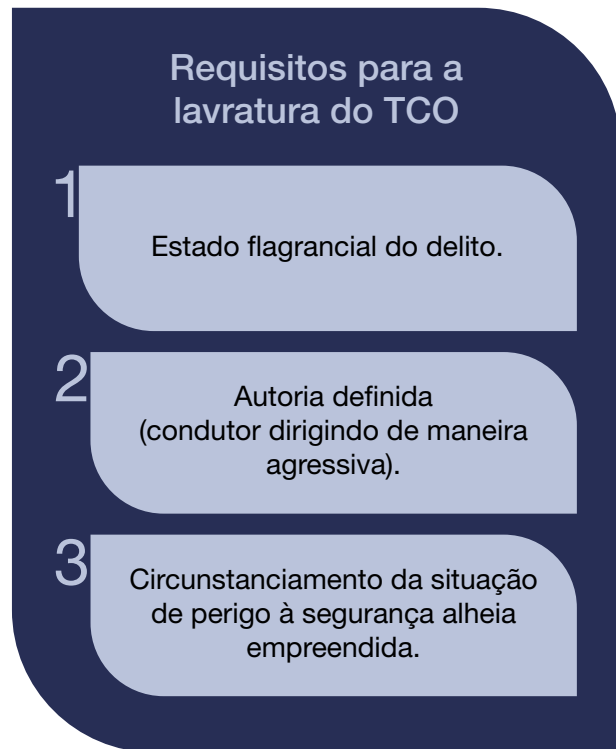 Requisitos para a
lavratura do TCO
1
Estado flagrancial do delito.
2
Autoria definida
(condutor dirigindo de maneira
agressiva).
3
Circunstanciamento da situação
de perigo à segurança alheia
empreendida.